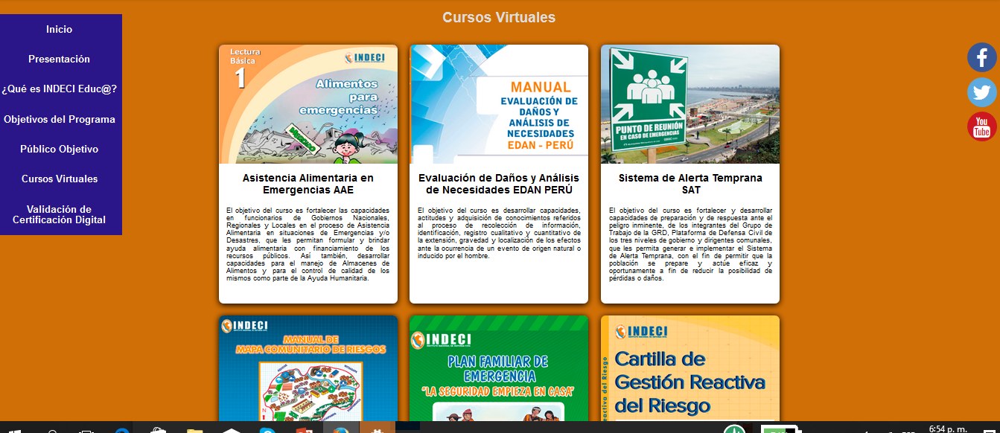 Cursos Virtuales
Inicio
Presentación
¿Qué es INDECI Educ@?
Objetivos del Programa
Público Objetivo
Cursos Virtuales
Validación de
Certificación Digital
Lectura
Básica
1
INDECI
Alimentos
para
emergencias
Asistencia Alimentaria en
Emergencias AAE
El objetivo del curso es fortalecer las capacidades
en funcionarios de Gobiernos Nacionales,
Regionales y Locales en el proceso de Asistencia
Alimentaria en situaciones de Emergencias y/o
Desastres, que les permitan formular y brindar
ayuda alimentaria con financiamiento de los
recursos públicos. Así también, desarrollar
capacidades para el manejo de Almacenes de
Alimentos y para el control de calidad de los
mismos como parte de la Ayuda Humanitaria.
MANUAL
EVALUACIÓN DE
DAÑOS Y
ANÁLISIS DE
NECESIDADES
EDAN - PERÚ
Evaluación de Daños y Análisis
de Necesidades EDAN PERÚ
El objetivo del curso es desarrollar capacidades,
actitudes y adquisición de conocimientos referidos
al proceso de recolección de información,
identificación, registro cualitativo y cuantitativo de
la extensión, gravedad y localización de los efectos
ante la ocurrencia de un evento de origen natural o
inducido por el hombre.
PUNTO DE REUNIÓN
EN CASO DE EMERGENCIAS
Sistema de Alerta Temprana
SAT
El objetivo del curso es fortalecer y desarrollar
capacidades de preparación y de respuesta ante el
peligro inminente, de los integrantes del Grupo de
Trabajo de la GRD, Plataforma de Defensa Civil de
los tres niveles de gobierno y dirigentes comunales,
que les permita generar e implementar el Sistema
de Alerta Temprana, con el fin de permitir que la
población se prepare y actúe eficaz y
oportunamente a fin de reducir la posibilidad de
pérdidas o daños.
You
Tube
INDECI
MANUAL DE
MAPA COMUNITARIO DE RIESGOS
INDECI
PLAN FAMILIAR DE
EMERGENCIA
"LA SEGURIDAD EMPIEZA EN CASA"
INDECI
Cartilla de
Gestión Reactiva
del Riesgo
6:54 p. m.